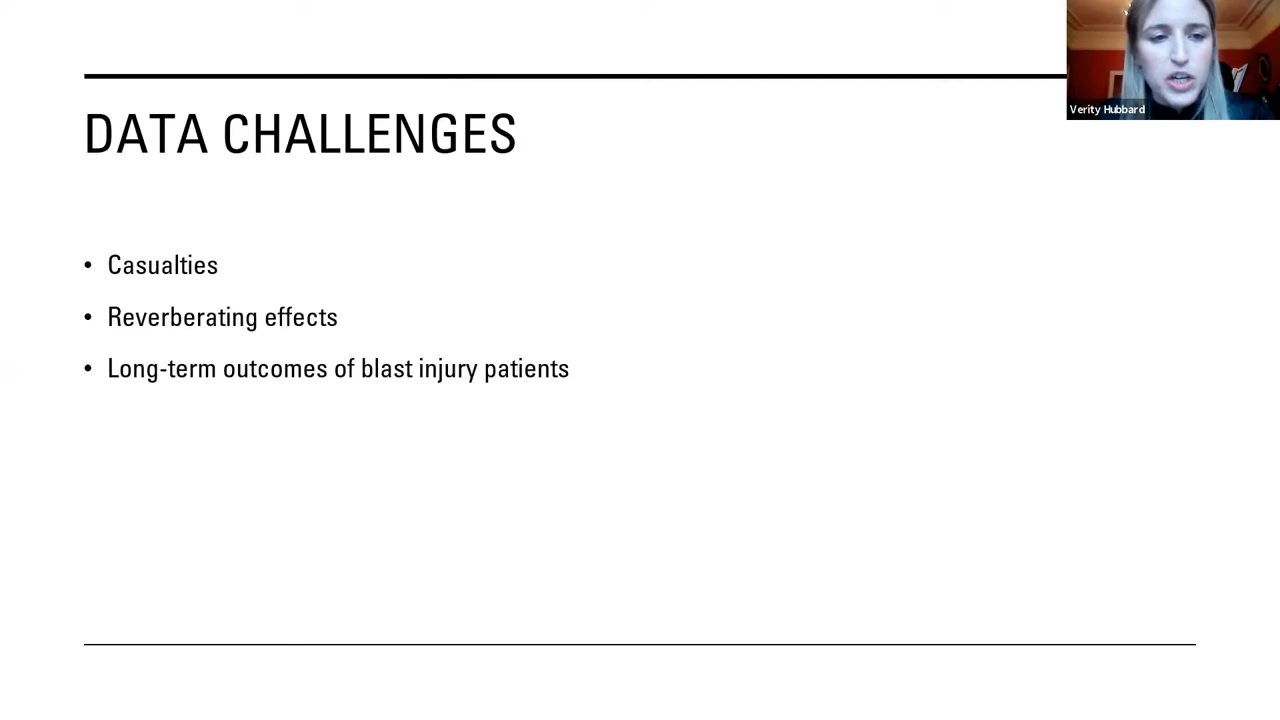 DATA CHALLENGES
• Casualties
• Reverberating effects
• Long-term outcomes of blast injury patients
Verity Hubbard